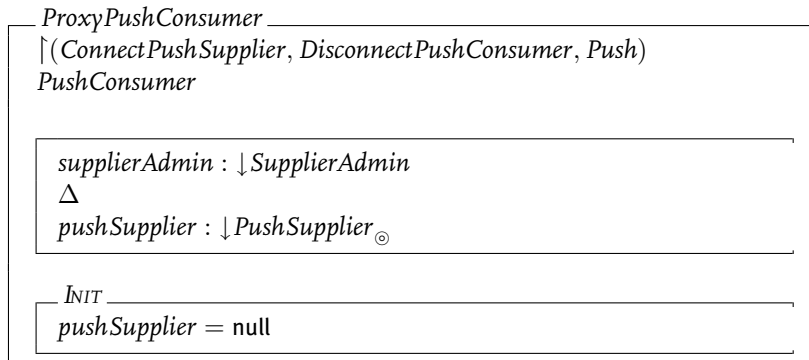 ProxyPushConsumer
↾(ConnectPushSupplier, DisconnectPushConsumer, Push)
PushConsumer
supplierAdmin : ↓SupplierAdmin
Δ
pushSupplier : ↓PushSupplier◎
INIT
pushSupplier = null